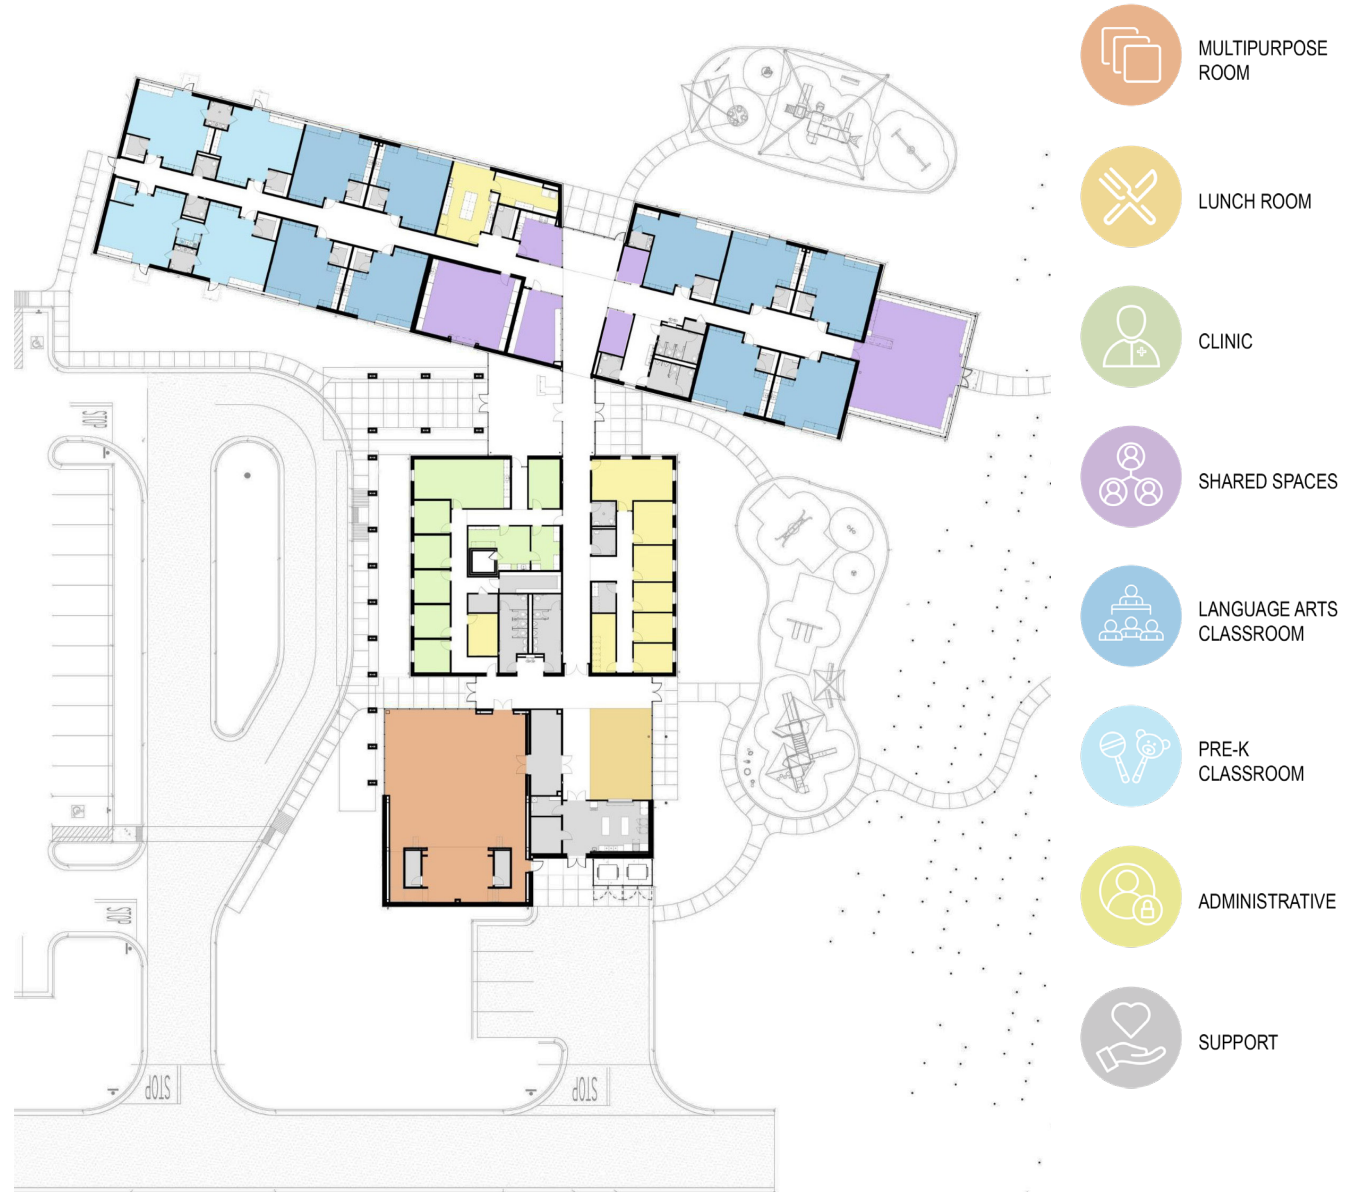 MULTIPURPOSE
ROOM
LUNCH ROOM
CLINIC
SHARED SPACES
LANGUAGE ARTS
CLASSROOM
PRE-K
CLASSROOM
ADMINISTRATIVE
SUPPORT
STOP
STOP
STOP
STOP